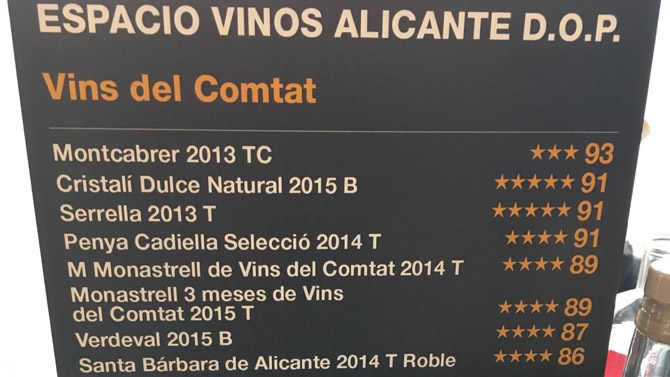 ESPACIO VINOS ALICANTE D.O.P.
Vins del Comtat
Montcabrer 2013 TC ★★★ 93
Cristalí Dulce Natural 2015 B ★★★★★ 91
Serrella 2013 T ★★★★★ 91
Penya Cadiella Selecció 2014 T ★★★★ 91
M Monastrell de Vins del Comtat 2014 T ★★★★ 89
Monastrell 3 meses de Vins
del Comtat 2015 T ★★★★ 89
Verdeval 2015 B ★★★★ 87
Santa Bárbara de Alicante 2014 T Roble ★★★★ 86